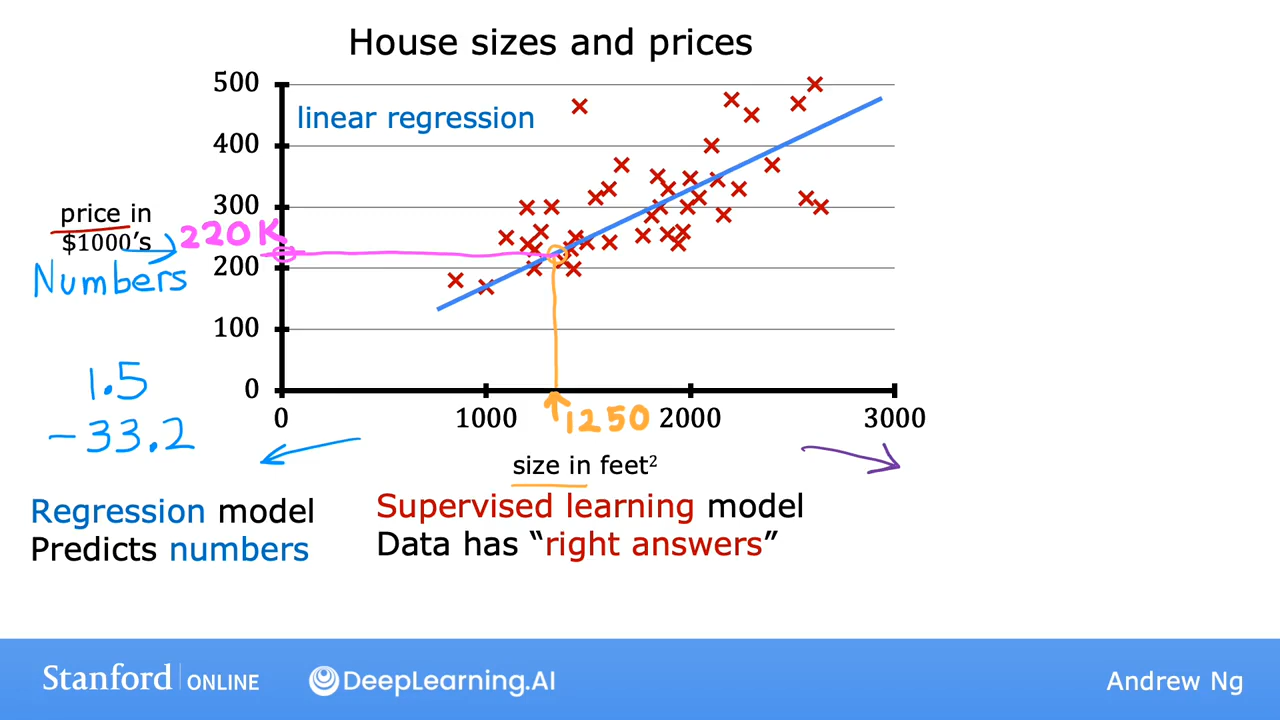 House sizes and prices
500
linear regression
400
300
price in
$1000's
220K
200
Numbers
100
1.5
0
-33.2
0 1000 1250 2000 3000
size in feet²
Regression model
Predicts numbers
Supervised learning model
Data has “right answers”
Stanford | ONLINE
DeepLearning.AI
Andrew Ng